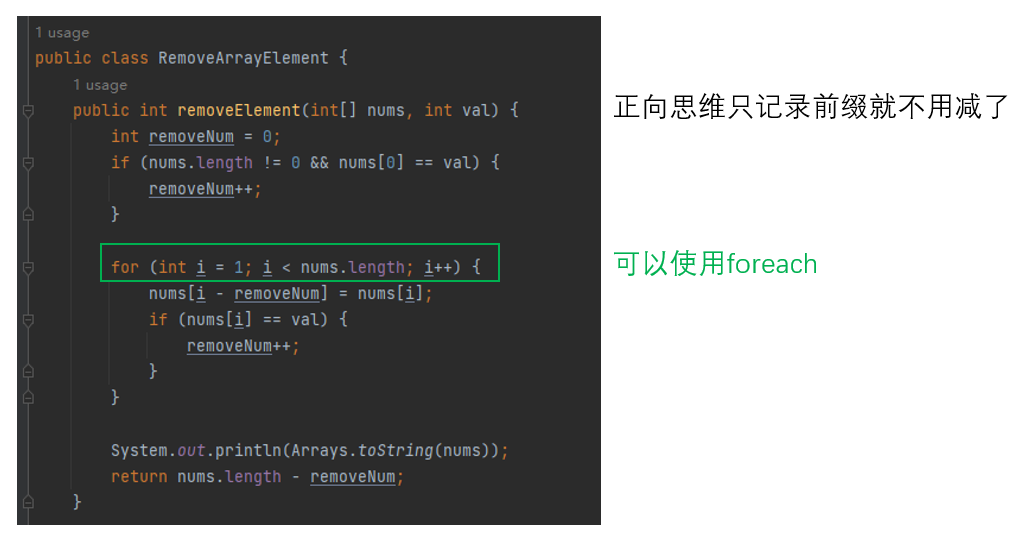 1 usage
public class RemoveArrayElement {
1 usage
public int removeElement(int[] nums, int val) {
int removeNum = 0;
if (nums.length != 0 && nums[0] == val) {
removeNum++;
}
for (int i = 1; i < nums.length; i++) {
nums[i - removeNum] = nums[i];
if (nums[i] == val) {
removeNum++;
}
}
System.out.println(Arrays.toString(nums));
return nums.length - removeNum;
}
正向思维只记录前缀就不用减了
可以使用foreach